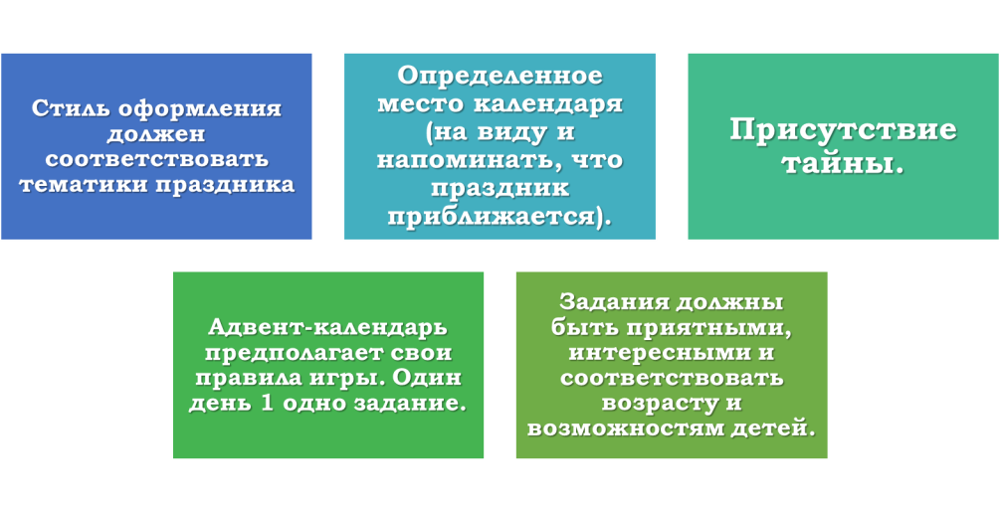 Стиль оформления
должен
соответствовать
тематики праздника
Определенное
место календаря
(на виду и
напоминать, что
праздник
приближается).
Присутствие
тайны.
Адвент-календарь
предполагает свои
правила игры. Один
день 1 одно задание.
Задания должны
быть приятными,
интересными и
соответствовать
возрасту и
возможностям детей.